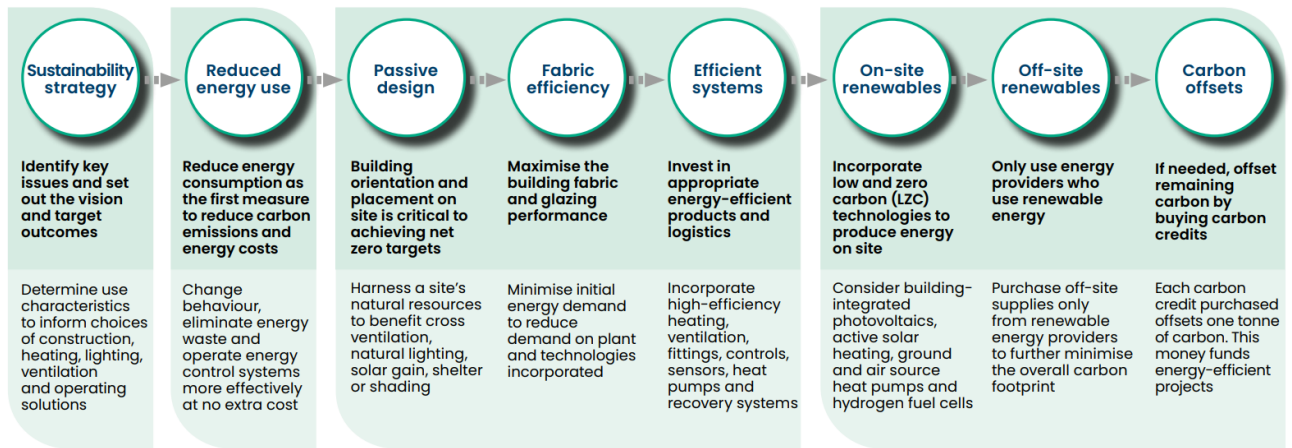 Sustainability
strategy
Reduced
energy use
Passive
design
Fabric
efficiency
Efficient
systems
On-site
renewables
Off-site
renewables
Carbon
offsets
Identify key
issues and set
out the vision
and target
outcomes
Reduce energy
consumption as
the first measure
to reduce carbon
emissions and
energy costs
Building
orientation and
placement on
site is critical to
achieving net
zero targets
Maximise the
building fabric
and glazing
performance
Invest in
appropriate
energy-efficient
products and
logistics
Incorporate
low and zero
carbon (LZC)
technologies to
produce energy
on site
Only use energy
providers who
use renewable
energy
If needed, offset
remaining
carbon by
buying carbon
credits
Determine use
characteristics
to inform choices
of construction,
heating, lighting,
ventilation
and operating
solutions
Change
behaviour,
eliminate energy
waste and
operate energy
control systems
more effectively
at no extra cost
Harness a site's
natural resources
to benefit cross
ventilation,
natural lighting,
solar gain, shelter
or shading
Minimise initial
energy demand
to reduce
demand on plant
and technologies
incorporated
Incorporate
high-efficiency
heating,
ventilation,
fittings, controls,
sensors, heat
pumps and
recovery systems
Consider building-
integrated
photovoltaics,
active solar
heating, ground
and air source
heat pumps and
hydrogen fuel cells
Purchase off-site
supplies only
from renewable
energy providers
to further minimise
the overall carbon
footprint
Each carbon
credit purchased
offsets one tonne
of carbon. This
money funds
energy-efficient
projects